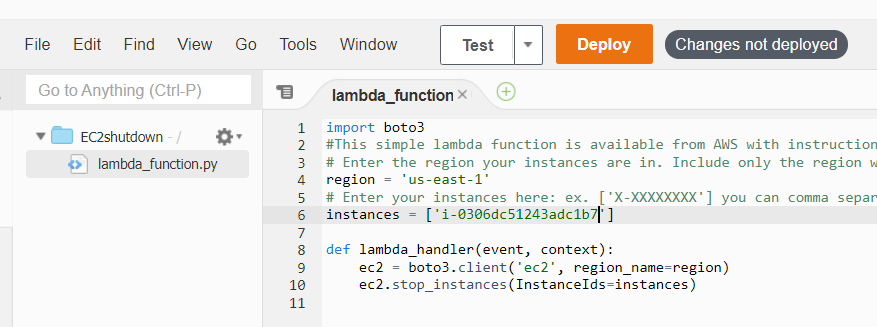 File Edit Find View Go Tools Window Test Deploy Changes not deployed
Go to Anything (Ctrl-P)
lambda_function
EC2shutdown - /
lambda_function.py
1 import boto3
2 #This simple lambda function is available from AWS with instruction
3 # Enter the region your instances are in. Include only the region w
4 region = 'us-east-1'
5 # Enter your instances here: ex. ['X-XXXXXXXX'] you can comma separ
6 instances = ['i-0306dc51243adc1b7']
7
8 def lambda_handler(event, context):
9     ec2 = boto3.client('ec2', region_name=region)
10     ec2.stop_instances(InstanceIds=instances)
11